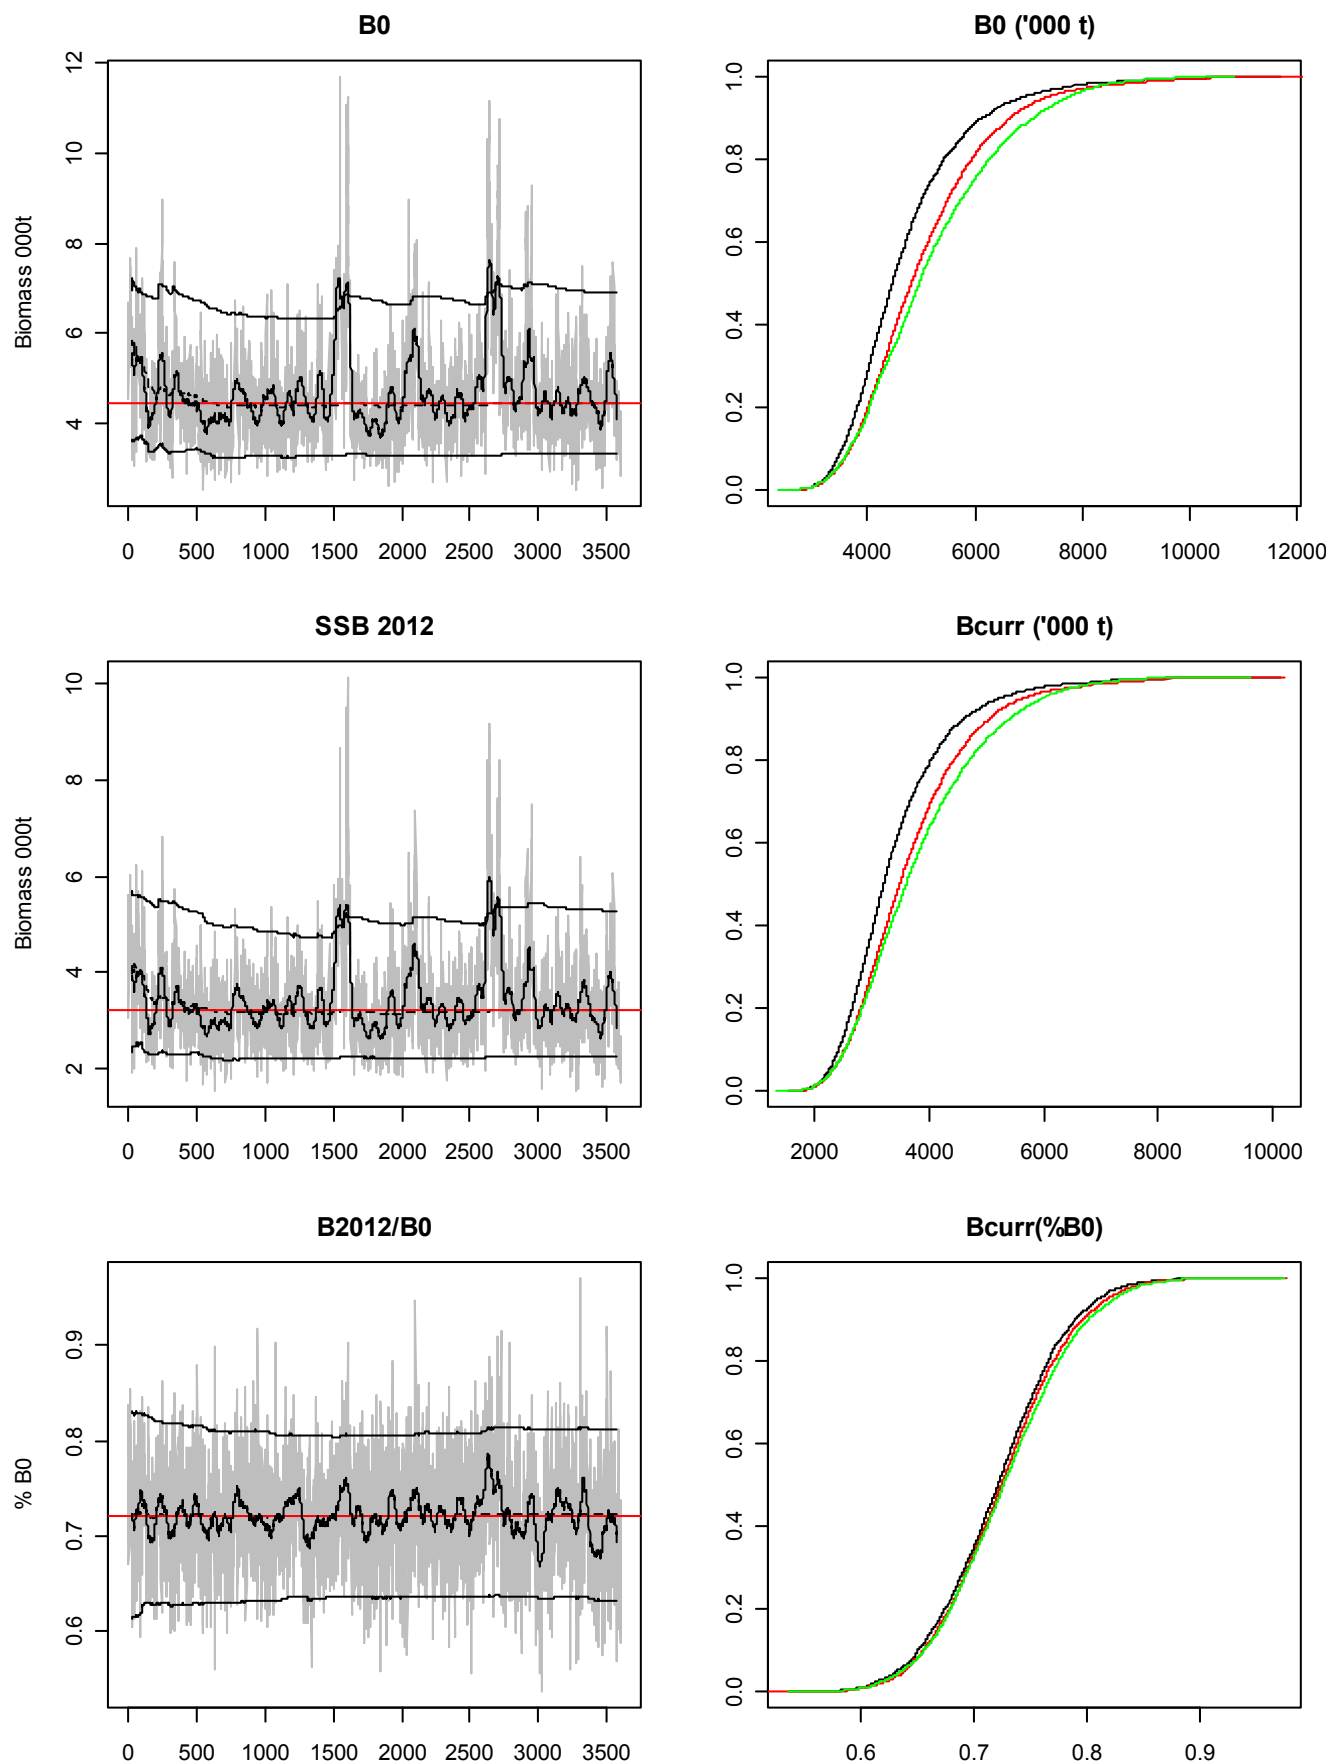 B0
Biomass 000t
4 6 8 10 12
0 500 1000 1500 2000 2500 3000 3500
B0 ('000 t)
0.0 0.2 0.4 0.6 0.8 1.0
4000 6000 8000 10000 12000
SSB 2012
Biomass 000t
2 4 6 8 10
0 500 1000 1500 2000 2500 3000 3500
Bcurr ('000 t)
0.0 0.2 0.4 0.6 0.8 1.0
2000 4000 6000 8000 10000
B2012/B0
% B0
0.6 0.7 0.8 0.9
0 500 1000 1500 2000 2500 3000 3500
Bcurr(%B0)
0.0 0.2 0.4 0.6 0.8 1.0
0.6 0.7 0.8 0.9